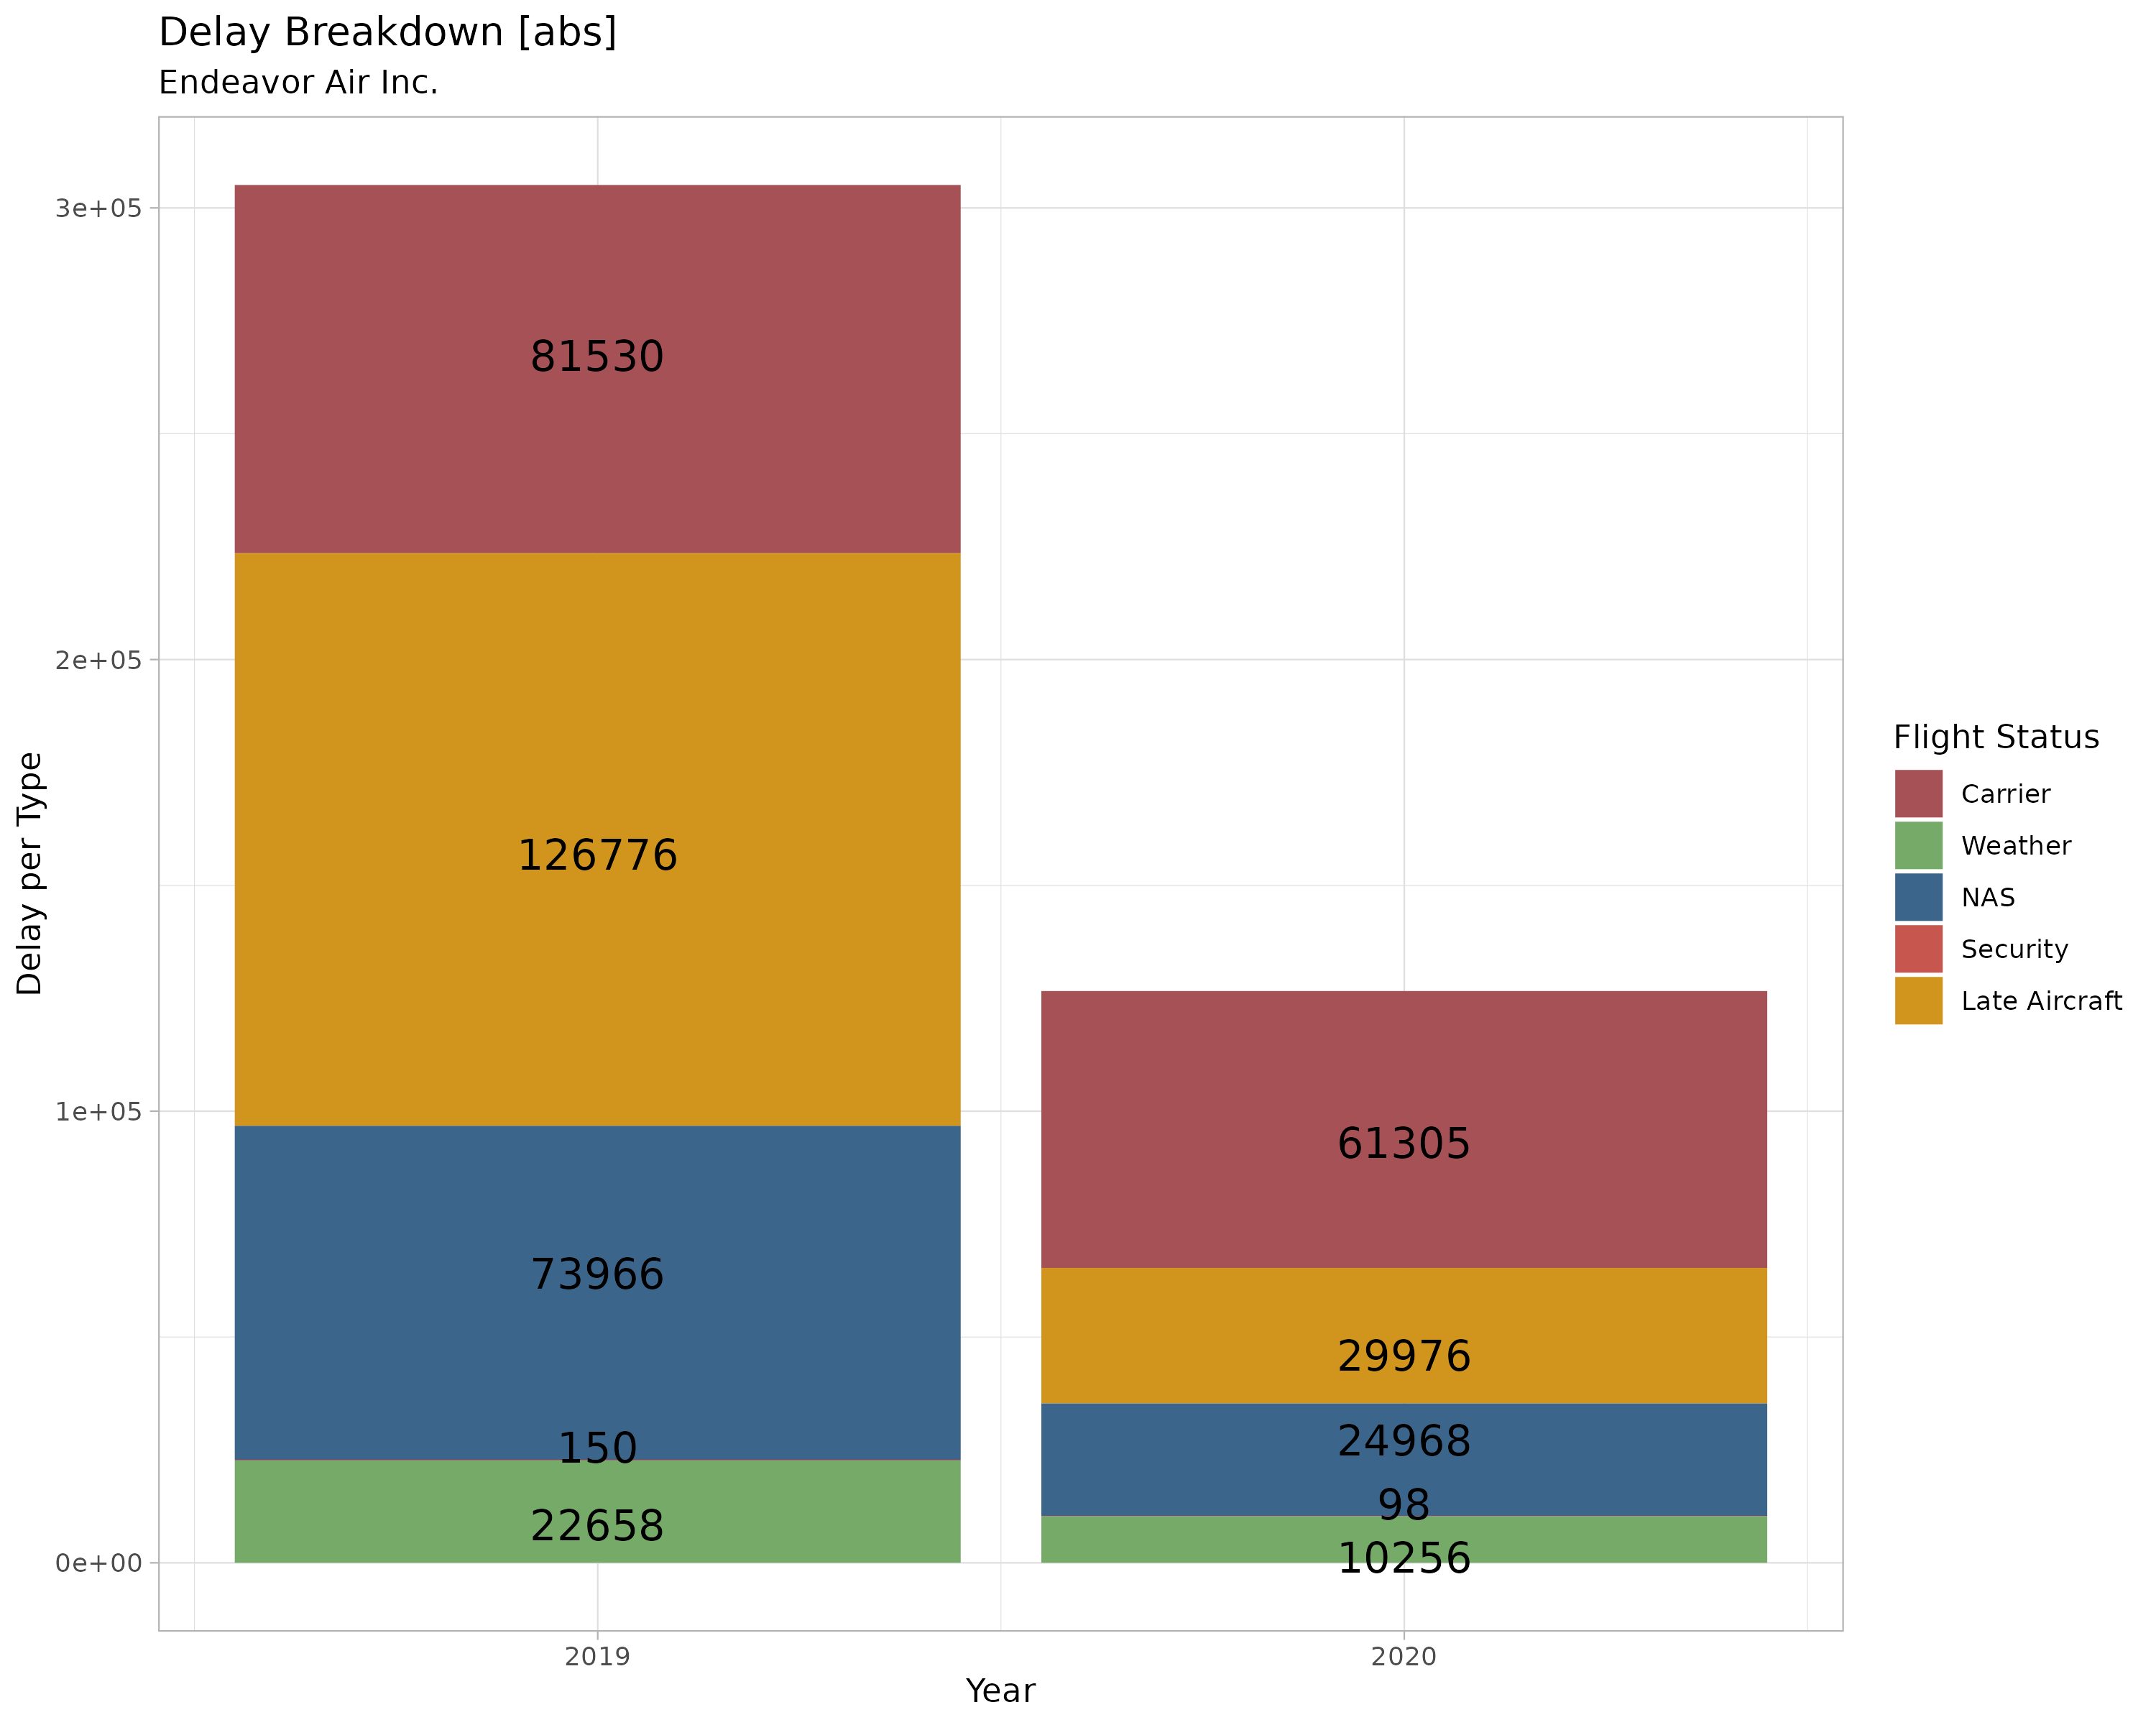 Delay Breakdown [abs]
Endeavor Air Inc.
3e+05
2e+05
1e+05
0e+00
Delay per Type
81530
126776
73966
150
22658
61305
29976
24968
98
10256
2019
2020
Year
Flight Status
Carrier
Weather
NAS
Security
Late Aircraft